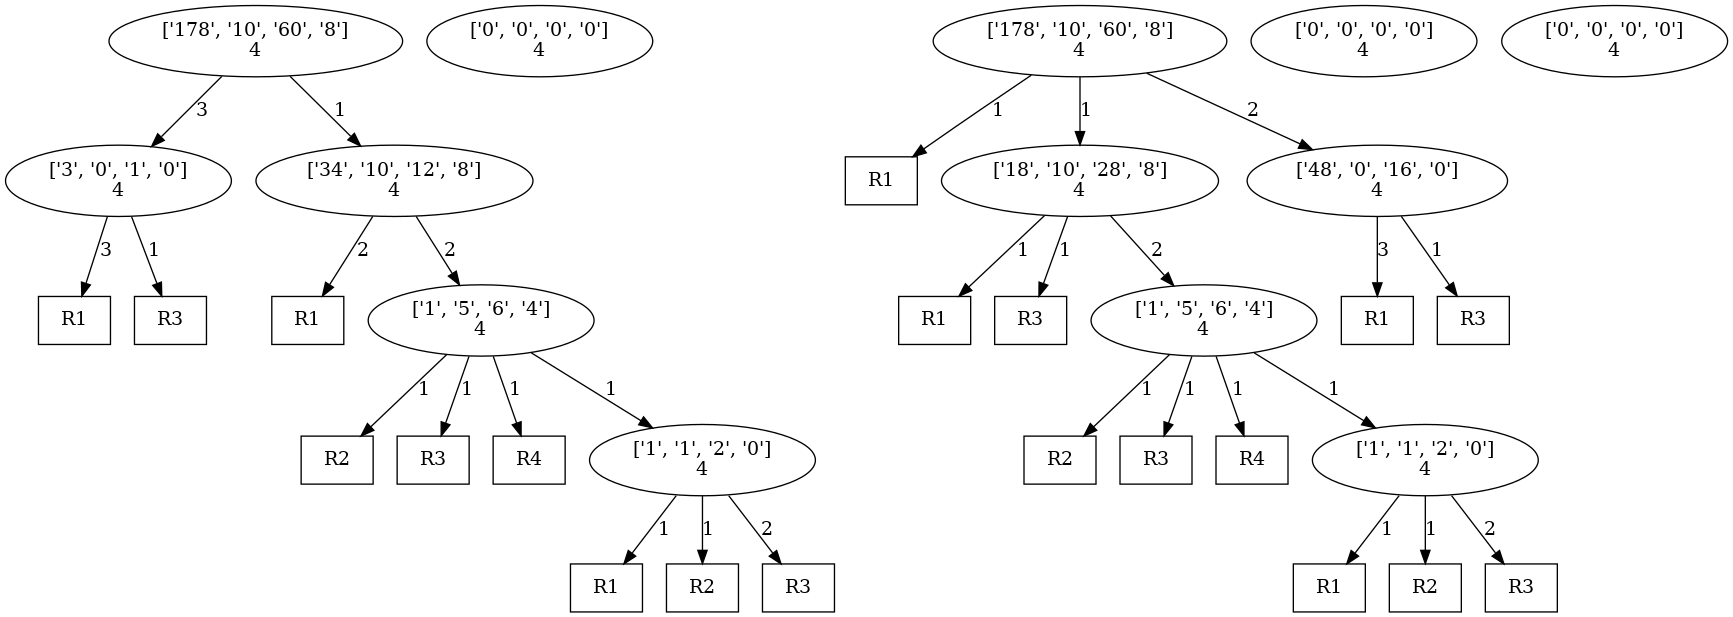 ['178', '10', '60', '8']
4
['0', '0', '0', '0']
4
['178', '10', '60', '8']
4
['0', '0', '0', '0']
4
['0', '0', '0', '0']
4
3
1
1
1
2
['3', '0', '1', '0']
4
['34', '10', '12', '8']
4
R1
['18', '10', '28', '8']
4
['48', '0', '16', '0']
4
3
1
2
2
1
1
2
3
1
R1
R3
R1
['1', '5', '6', '4']
4
R1
R3
['1', '5', '6', '4']
4
R1
R3
1
1
1
1
1
1
1
1
R2
R3
R4
['1', '1', '2', '0']
4
R2
R3
R4
['1', '1', '2', '0']
4
1
1
2
1
1
2
R1
R2
R3
R1
R2
R3